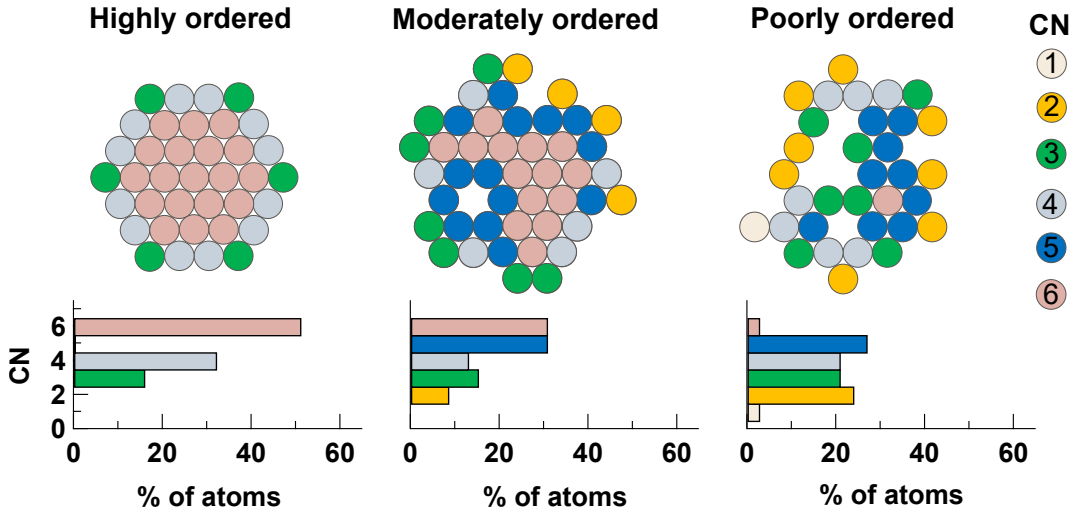 Highly ordered
Moderately ordered
Poorly ordered
CN
1
2
3
4
5
6
CN
6
4
2
0
0
20
40
60
% of atoms
0
20
40
60
% of atoms
0
20
40
60
% of atoms